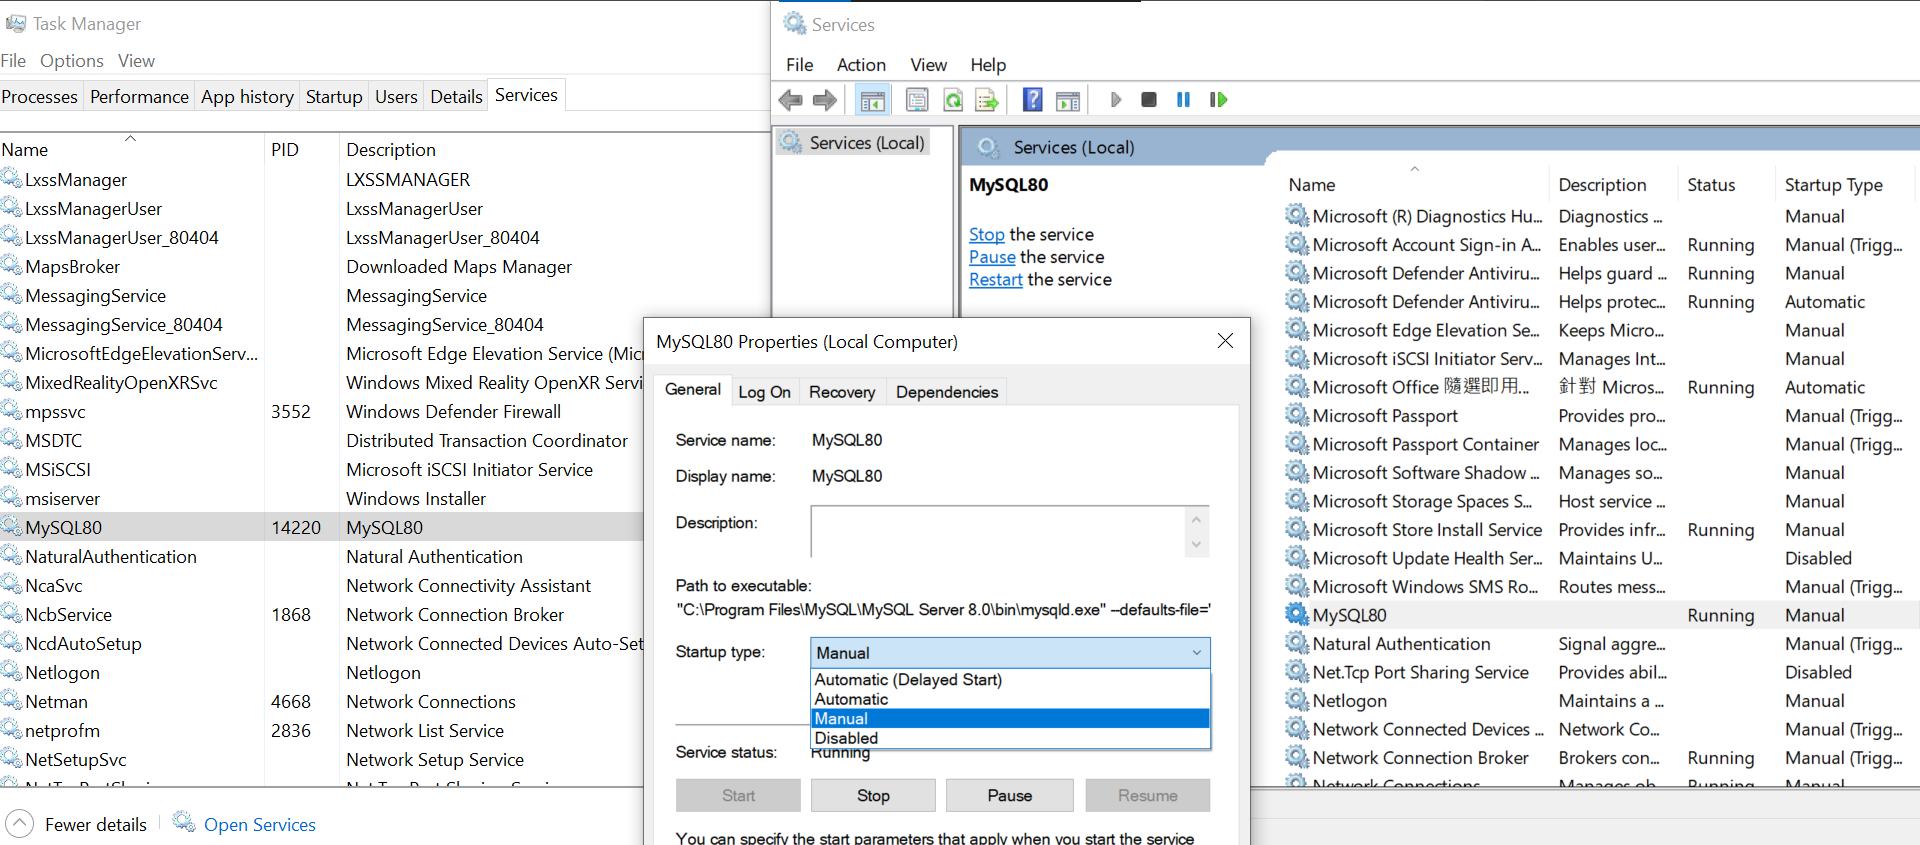 Task Manager
File Options View
Processes Performance App history Startup Users Details Services
Name PID Description
LxssManager LXSSMANAGER
LxssManagerUser LxssManagerUser
LxssManagerUser_80404 LxssManagerUser_80404
MapsBroker Downloaded Maps Manager
MessagingService MessagingService
MessagingService_80404 MessagingService_80404
MicrosoftEdgeElevationServ... Microsoft Edge Elevation Service (Mic
MixedRealityOpenXRSvc Windows Mixed Reality OpenXR Servi
mpssvc 3552 Windows Defender Firewall
MSDTC Distributed Transaction Coordinator
MSiSCSI Microsoft iSCSI Initiator Service
msiserver Windows Installer
MySQL80 14220 MySQL80
NaturalAuthentication Natural Authentication
NcaSvc Network Connectivity Assistant
NcbService 1868 Network Connection Broker
NcdAutoSetup Network Connected Devices Auto-Set
Netlogon Netlogon
Netman 4668 Network Connections
netprofm 2836 Network List Service
NetSetupSvc Network Setup Service
Fewer details Open Services
Services
File Action View Help
Services (Local)
Services (Local)
MySQL80
Stop the service
Pause the service
Restart the service
Name Description Status Startup Type
Microsoft (R) Diagnostics Hu... Diagnostics ... Manual
Microsoft Account Sign-in A... Enables user... Running Manual (Trigg...
Microsoft Defender Antiviru... Helps guard ... Running Manual
Microsoft Defender Antiviru... Helps protec... Running Automatic
Microsoft Edge Elevation Se... Keeps Micro... Manual
Microsoft iSCSI Initiator Serv... Manages Int... Manual
Microsoft Office 隨選即用... 針對 Micros... Running Automatic
Microsoft Passport Provides pro... Manual (Trigg...
Microsoft Passport Container Manages loc... Manual (Trigg...
Microsoft Software Shadow ... Manages so... Manual
Microsoft Storage Spaces S... Host service ... Manual
Microsoft Store Install Service Provides infr... Running Manual
Microsoft Update Health Ser... Maintains U... Disabled
Microsoft Windows SMS Ro... Routes mess... Manual (Trigg...
MySQL80 Running Manual
Natural Authentication Signal aggre... Manual (Trigg...
Net.Tcp Port Sharing Service Provides abil... Disabled
Netlogon Maintains a ... Manual
Network Connected Devices ... Network Co... Manual (Trigg...
Network Connection Broker Brokers con... Running Manual (Trigg...
Network Connections Manages ob... Running Manual
MySQL80 Properties (Local Computer)
General Log On Recovery Dependencies
Service name: MySQL80
Display name: MySQL80
Description:
Path to executable:
"C:\Program Files\MySQL\MySQL Server 8.0\bin\mysqld.exe" --defaults-file='
Startup type: Manual
Automatic (Delayed Start)
Automatic
Manual
Disabled
Service status: Running
Start Stop Pause Resume
You can specify the start parameters that apply when you start the service